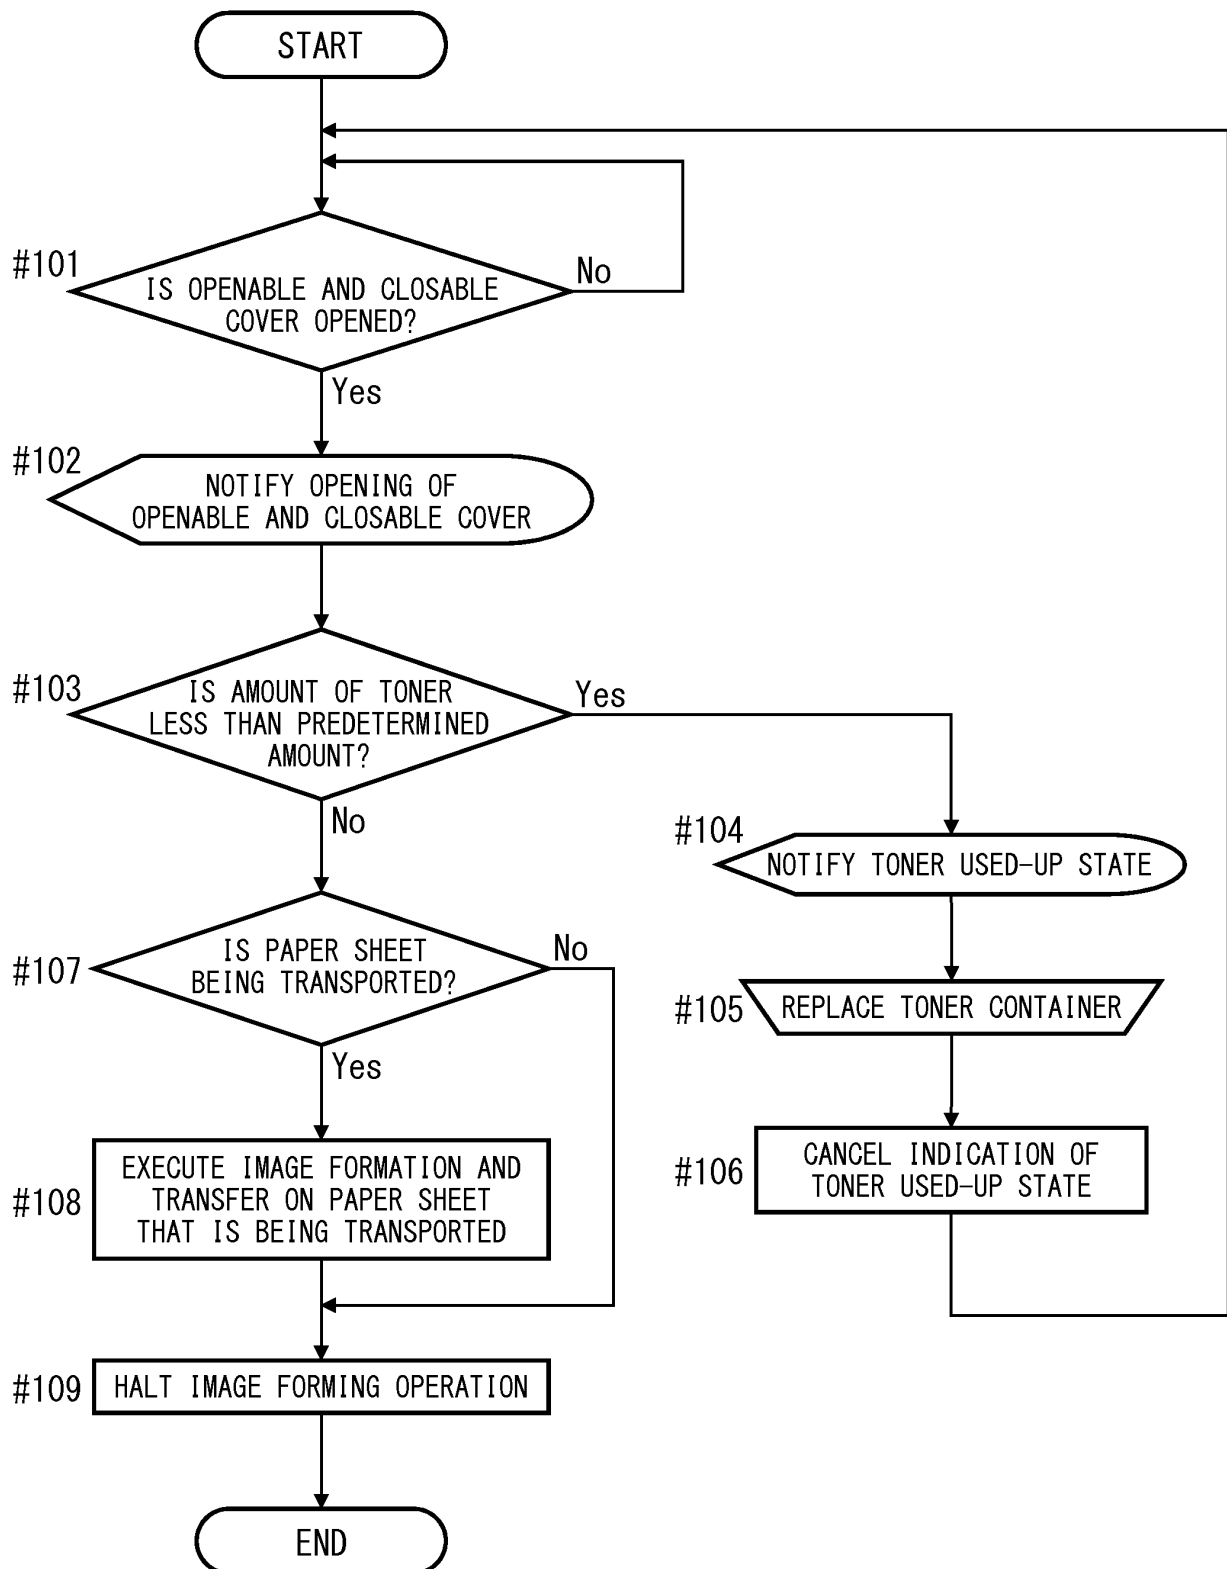 START
#101
IS OPENABLE AND CLOSABLE
COVER OPENED?
No
Yes
#102
NOTIFY OPENING OF
OPENABLE AND CLOSABLE COVER
#103
IS AMOUNT OF TONER
LESS THAN PREDETERMINED
AMOUNT?
Yes
No
#104
NOTIFY TONER USED-UP STATE
#105
REPLACE TONER CONTAINER
#106
CANCEL INDICATION OF
TONER USED-UP STATE
#107
IS PAPER SHEET
BEING TRANSPORTED?
No
Yes
#108
EXECUTE IMAGE FORMATION AND
TRANSFER ON PAPER SHEET
THAT IS BEING TRANSPORTED
#109
HALT IMAGE FORMING OPERATION
END